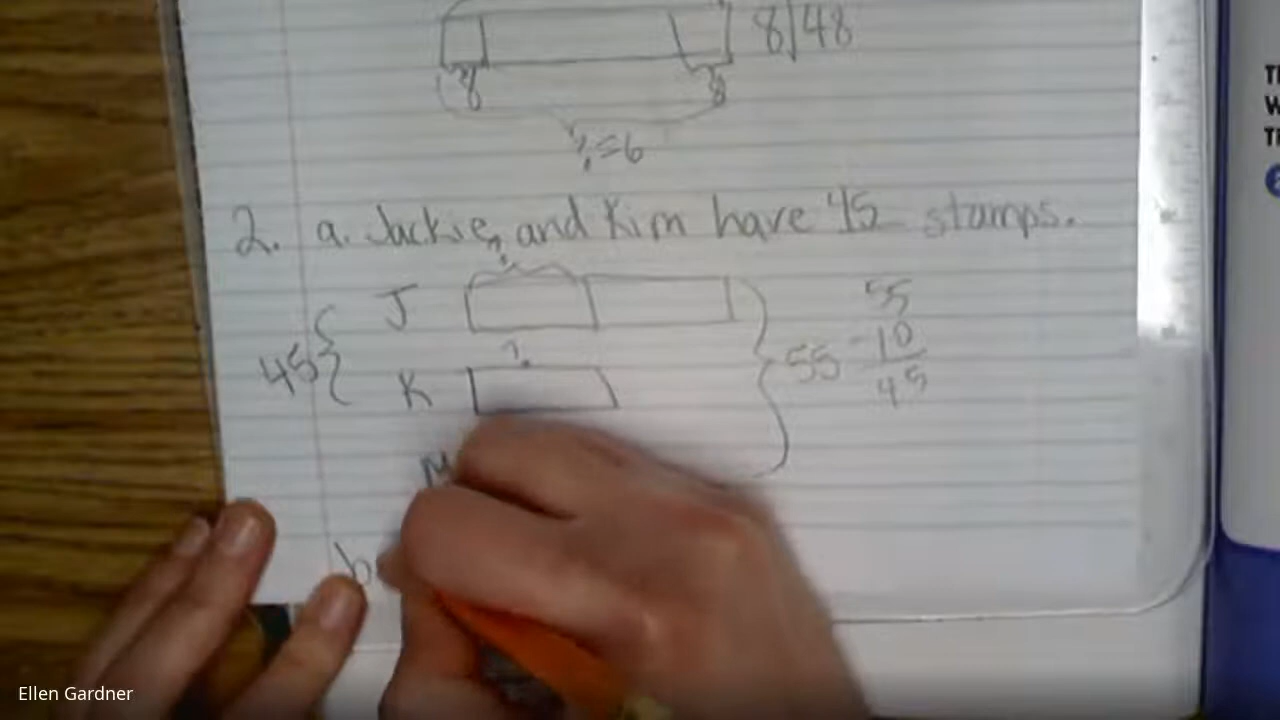 8|48
8 8
?=6
2. a. Jackie and Kim have 45 stamps.
?
J
55
-10
45
45
?
55
K
M
b
Ellen Gardner